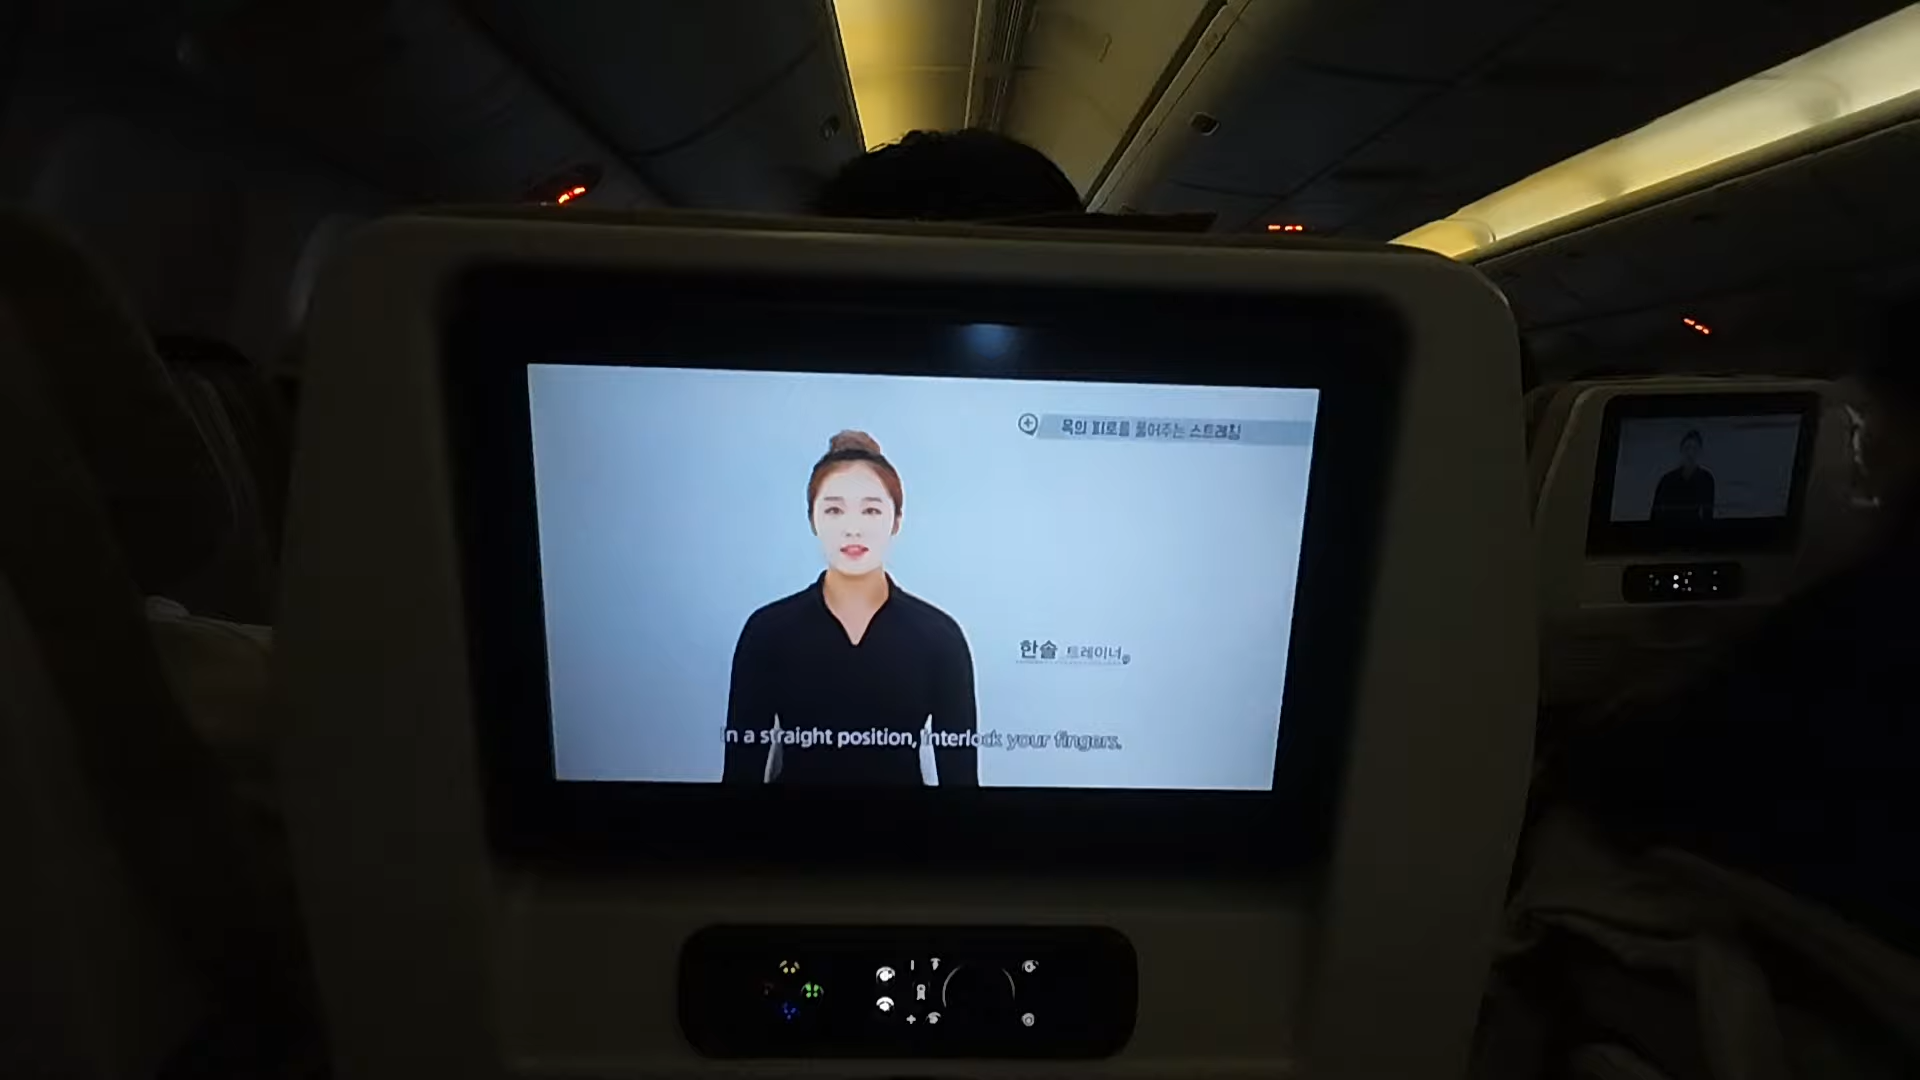 목의 피로를 풀어주는 스트레칭
한솔 트레이너
In a straight position, interlock your fingers.